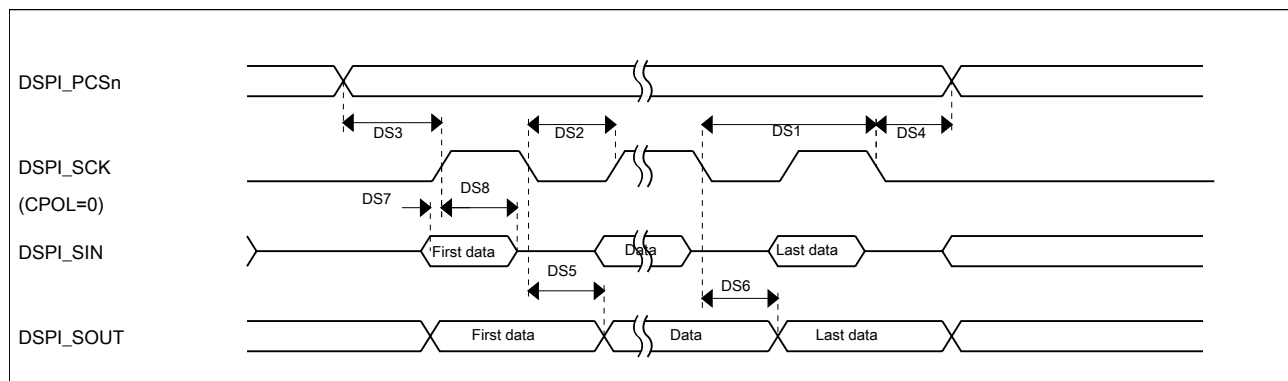 DSPI_PCSn
DS3
DS2
DS1
DS4
DSPI_SCK
(CPOL=0)
DS7
DS8
DSPI_SIN
First data
Data
Last data
DS5
DS6
DSPI_SOUT
First data
Data
Last data